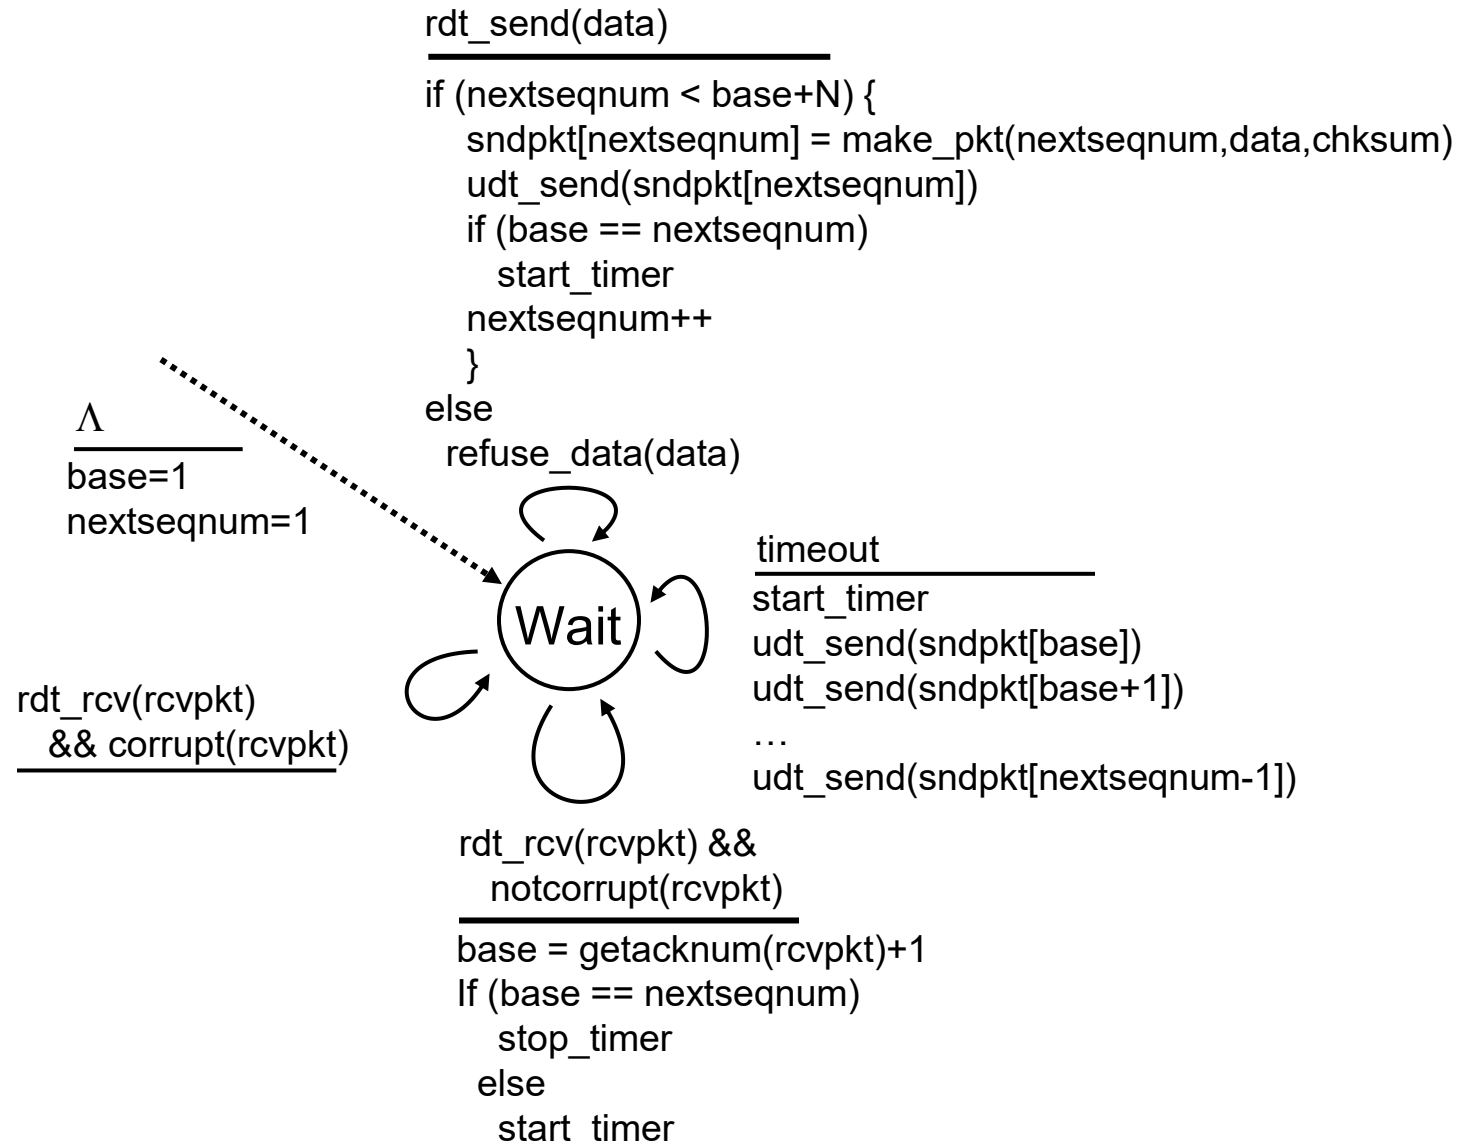 rdt_send(data)
if (nextseqnum < base+N) {
sndpkt[nextseqnum] = make_pkt(nextseqnum,data,chksum)
udt_send(sndpkt[nextseqnum])
if (base == nextseqnum)
start_timer
nextseqnum++
}
else
refuse_data(data)
Λ
base=1
nextseqnum=1
Wait
timeout
start_timer
udt_send(sndpkt[base])
udt_send(sndpkt[base+1])
…
udt_send(sndpkt[nextseqnum-1])
rdt_rcv(rcvpkt)
&& corrupt(rcvpkt)
rdt_rcv(rcvpkt) &&
notcorrupt(rcvpkt)
base = getacknum(rcvpkt)+1
If (base == nextseqnum)
stop_timer
else
start_timer